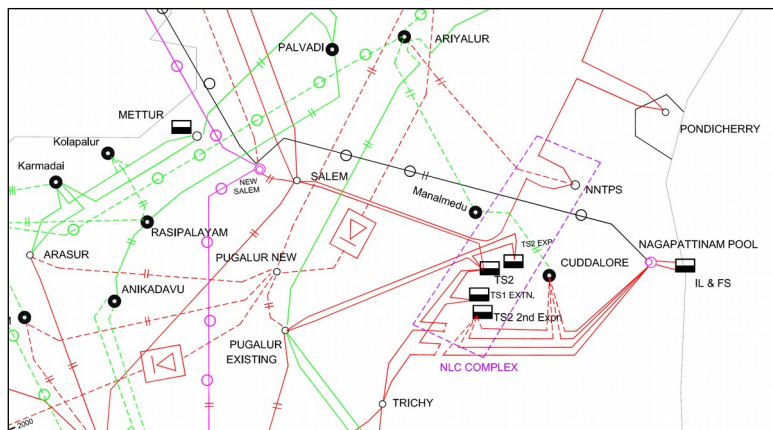 ARIYALUR
PALVADI
METTUR
PONDICHERRY
Kolapalur
Karmadai
SALEM
NEW
SALEM
NNTPS
Manalmedu
RASIPALAYAM
TS2 EXP
NAGAPATTINAM POOL
ARASUR
PUGALUR NEW
CUDDALORE
TS2
IL & FS
ANIKADAVU
TS1 EXTN.
TS2 2nd Expn
M
PUGALUR
EXISTING
NLC COMPLEX
TRICHY
2000